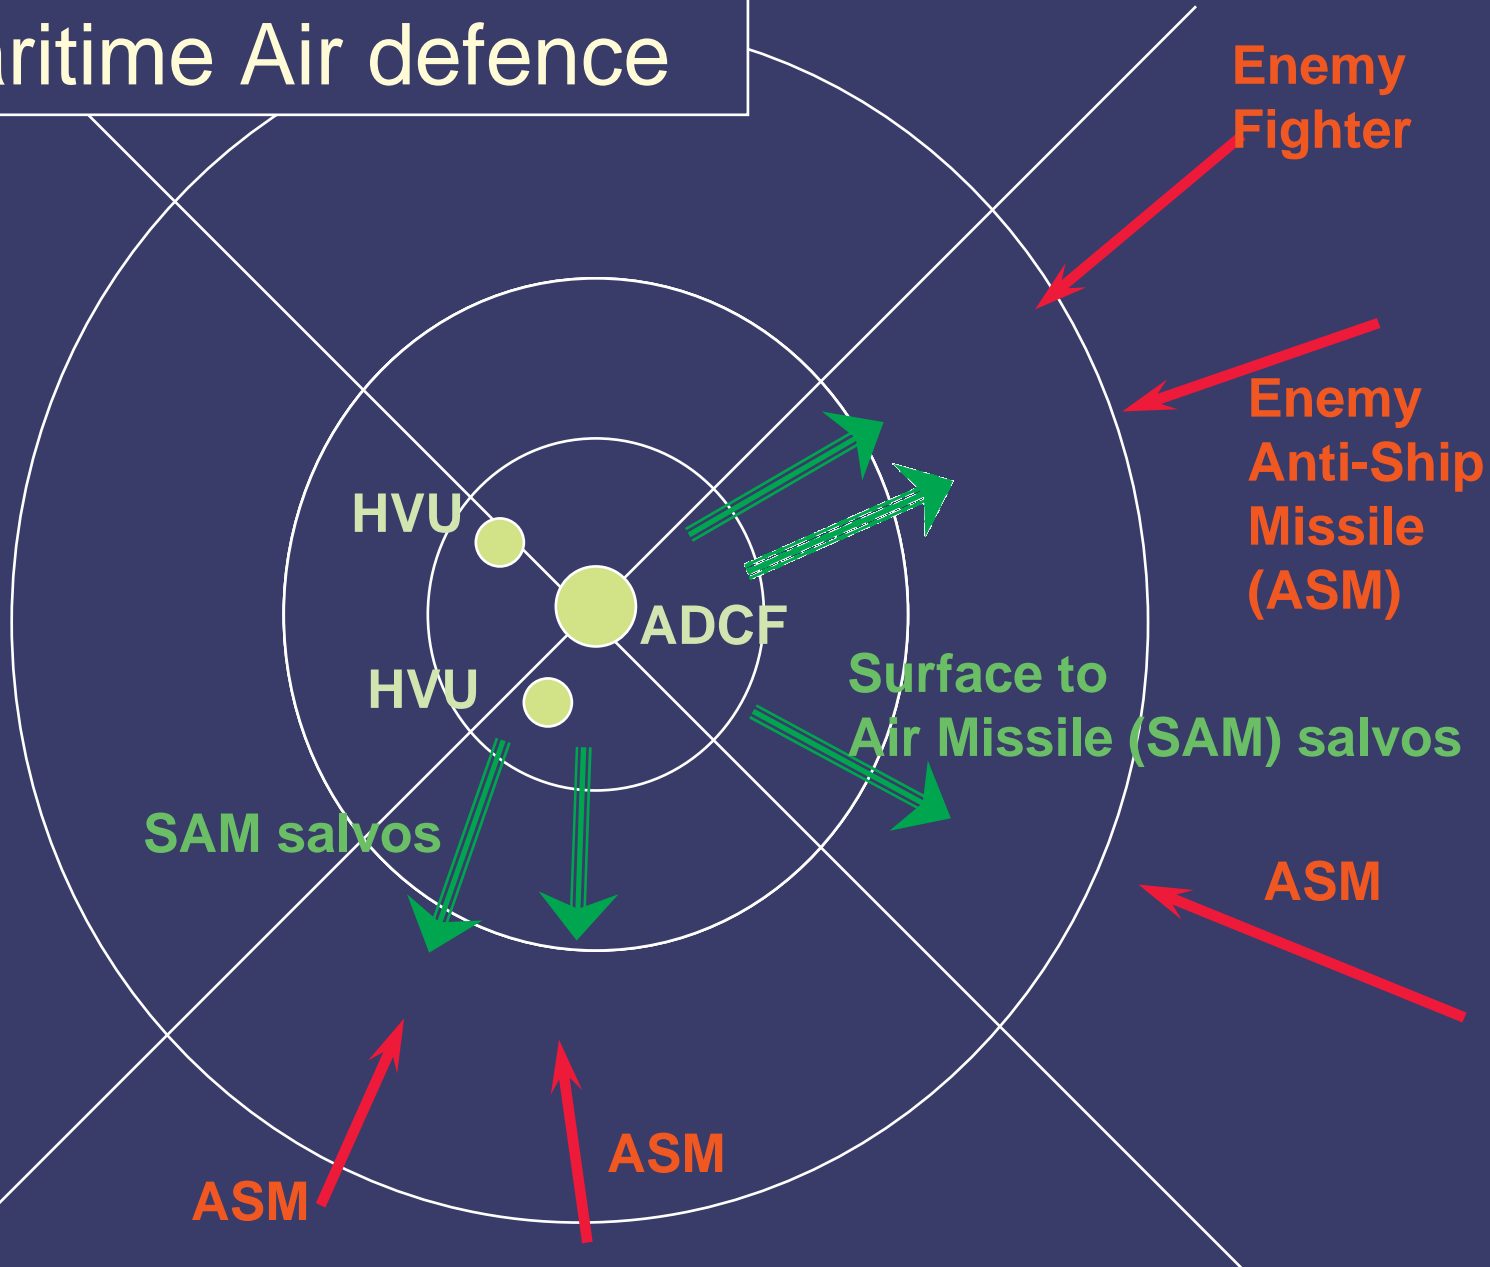 aritime Air defence
Enemy
Fighter
Enemy
Anti-Ship
Missile
(ASM)
HVU
ADCF
HVU
Surface to
Air Missile (SAM) salvos
SAM salvos
ASM
ASM
ASM